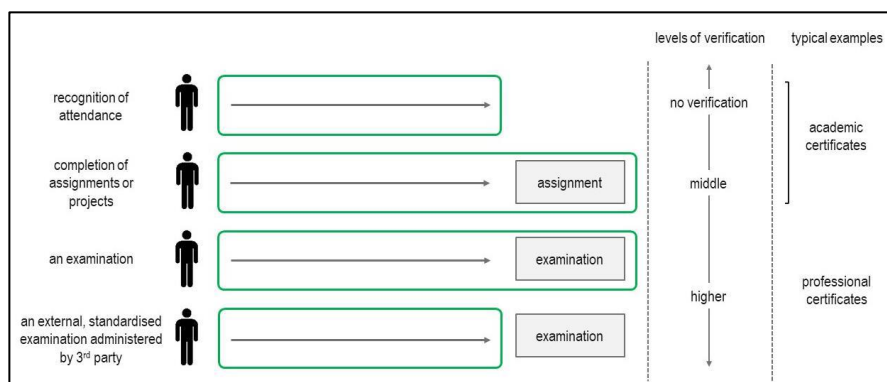 levels of verification
typical examples
recognition of
attendance
no verification
academic
certificates
completion of
assignments or
projects
assignment
middle
an examination
examination
higher
professional
certificates
an external, standardised
examination administered
by 3rd party
examination